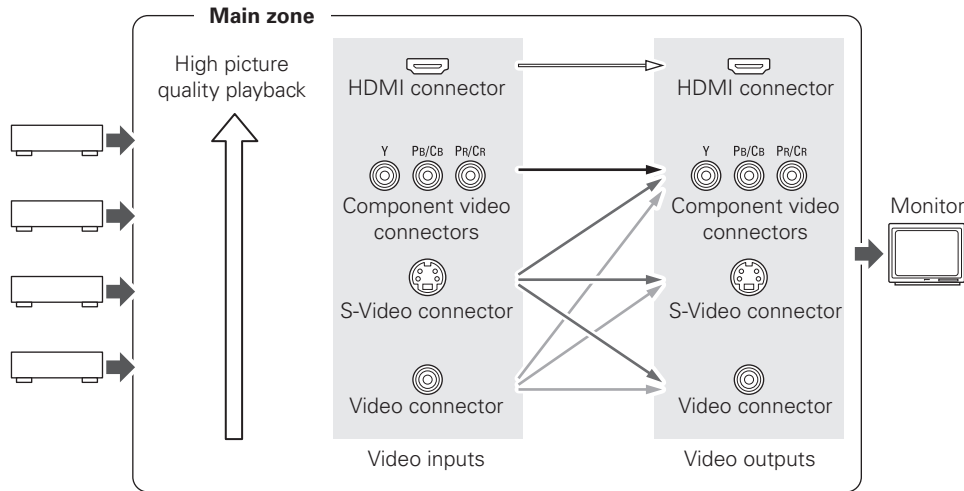 Main zone
High picture
quality playback
HDMI connector
HDMI connector
Y PB/CB PR/CR
Y PB/CB PR/CR
Component video
connectors
Component video
connectors
Monitor
S-Video connector
S-Video connector
Video connector
Video connector
Video inputs
Video outputs